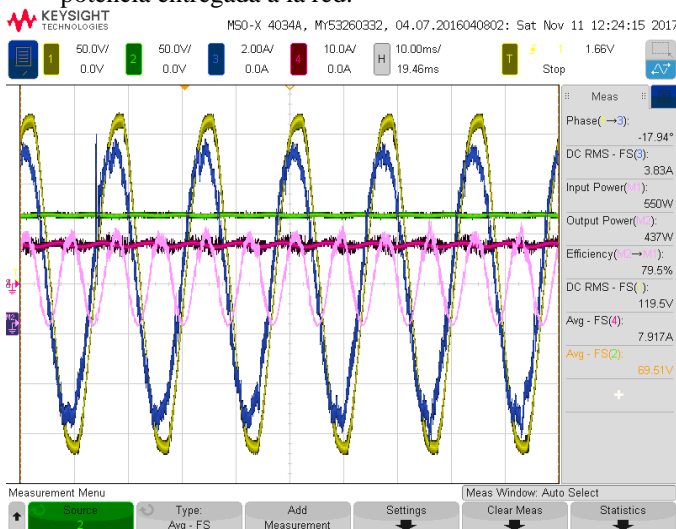 potencia entregada a la red.
KEYSIGHT
TECHNOLOGIES
MSO-X 4034A, MY53260332, 04.07.2016040802: Sat Nov 11 12:24:15 2017
1 50.0V/ 2 50.0V/ 3 2.00A/ 4 10.0A/ H 10.00ms/ T 1 1.66V
0.0V 0.0V 0.0A 0.0A 19.46ms Stop
Meas
Phase( →3):
-17.94°
DC RMS - FS(3):
3.83A
Input Power(M1):
550W
Output Power(M2):
437W
Efficiency(M2→M1):
79.5%
DC RMS - FS( ):
119.5V
Avg - FS(4):
7.917A
Avg - FS(2):
69.51V
+
Measurement Menu
Meas Window: Auto Select
Source
2
Type:
Avg - FS
Add
Measurement
Settings
Clear Meas
Statistics